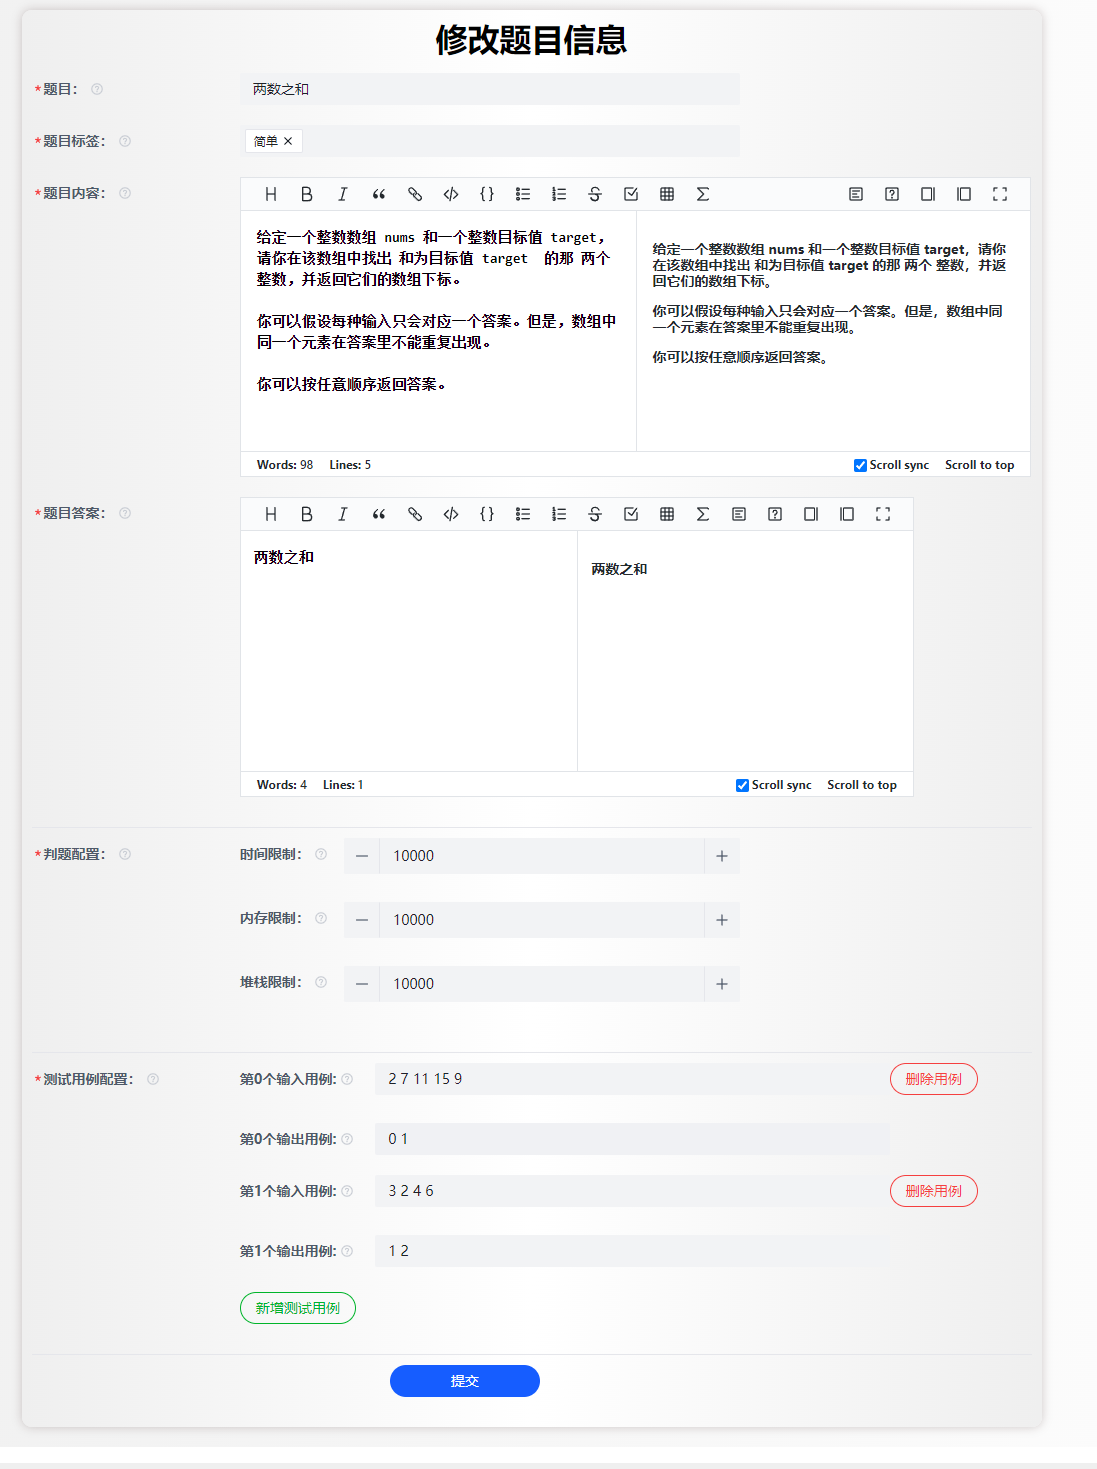 修改题目信息
*题目：
两数之和
*题目标签：
简单 ×
*题目内容：
给定一个整数数组 nums 和一个整数目标值 target，
请你在该数组中找出 和为目标值 target  的那 两个
整数，并返回它们的数组下标。
你可以假设每种输入只会对应一个答案。但是，数组中
同一个元素在答案里不能重复出现。
你可以按任意顺序返回答案。
给定一个整数数组 nums 和一个整数目标值 target，请你
在该数组中找出 和为目标值 target 的那 两个 整数，并返
回它们的数组下标。
你可以假设每种输入只会对应一个答案。但是，数组中同
一个元素在答案里不能重复出现。
你可以按任意顺序返回答案。
Words: 98 Lines: 5
Scroll sync Scroll to top
*题目答案：
两数之和
两数之和
Words: 4 Lines: 1
Scroll sync Scroll to top
*判题配置：
时间限制：
10000
内存限制：
10000
堆栈限制：
10000
*测试用例配置：
第0个输入用例:
2 7 11 15 9
删除用例
第0个输出用例:
0 1
第1个输入用例:
3 2 4 6
删除用例
第1个输出用例:
1 2
新增测试用例
提交